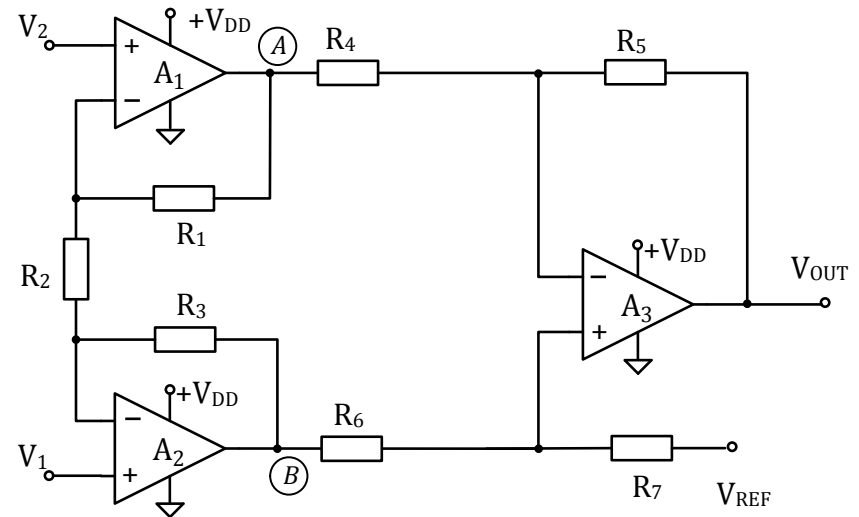 V2
+VDD
A
R4
R5
+
A1
−
R1
R2
R3
+VDD
VOUT
−
A3
+
+VDD
R6
−
A2
+
V1
B
R7
VREF